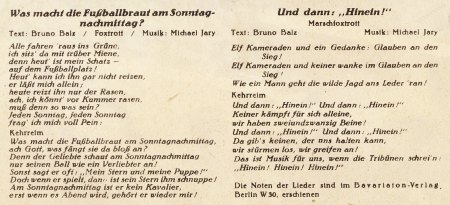 Was macht die Fußballbraut am Sonntag-
nachmittag?
Text: Bruno Balz / Foxtrott / Musik: Michael Jary
Alle fahren 'raus ins Grüne,
ich sitz' da mit trüber Miene,
denn heut' ist mein Schatz —
auf dem Fußballplatz!
Heut' kann ich ihn gar nicht reizen,
er läßt mich allein;
heute reizt ihn nur der Rasen,
ach, ich könnt' vor Kummer rasen,
muß denn so was sein?
Jeden Sonntag, jeden Sonntag
frag' ich mich voll Pein:
Kehrreim
Was macht die Fußballbraut am Sonntagnachmittag,
ach Gott, was fängt sie da bloß an?
Denn der Geliebte schaut am Sonntagnachmittag
nur seinen Ball wie ein Verliebter an!
Sonst sagt er oft: „Mein Stern und meine Puppe!"
Doch wenn er spielt, dann ist sein Stern ihm schnuppe!
Am Sonntagnachmittag ist er kein Kavalier,
erst wenn es Abend wird, gehört er wieder mir!
Und dann: „Hinein!"
Marschfoxtrott
Text: Bruno Balz / Musik: Michael Jary
Elf Kameraden und ein Gedanke: Glauben an den
Sieg!
Elf Kameraden und keiner wanke im Glauben an den
Sieg!
Wie ein Mann geht die wilde Jagd ans Leder 'ran!
Kehrreim
Und dann: „Hinein!" Und dann: „Hinein!"
Keiner kämpft für sich alleine,
wir haben zweiundzwanzig Beine!
Und dann: „Hinein!" Und dann: „Hinein!"
Da gib's keinen, der uns halten kann,
wir stürmen los, wir greifen an!
Das ist Musik für uns, wenn die Tribünen schrei'n:
„Hinein! Hinein! Hinein!"
Die Noten der Lieder sind im Bavariaton-Verlag,
Berlin W 50, erschienen